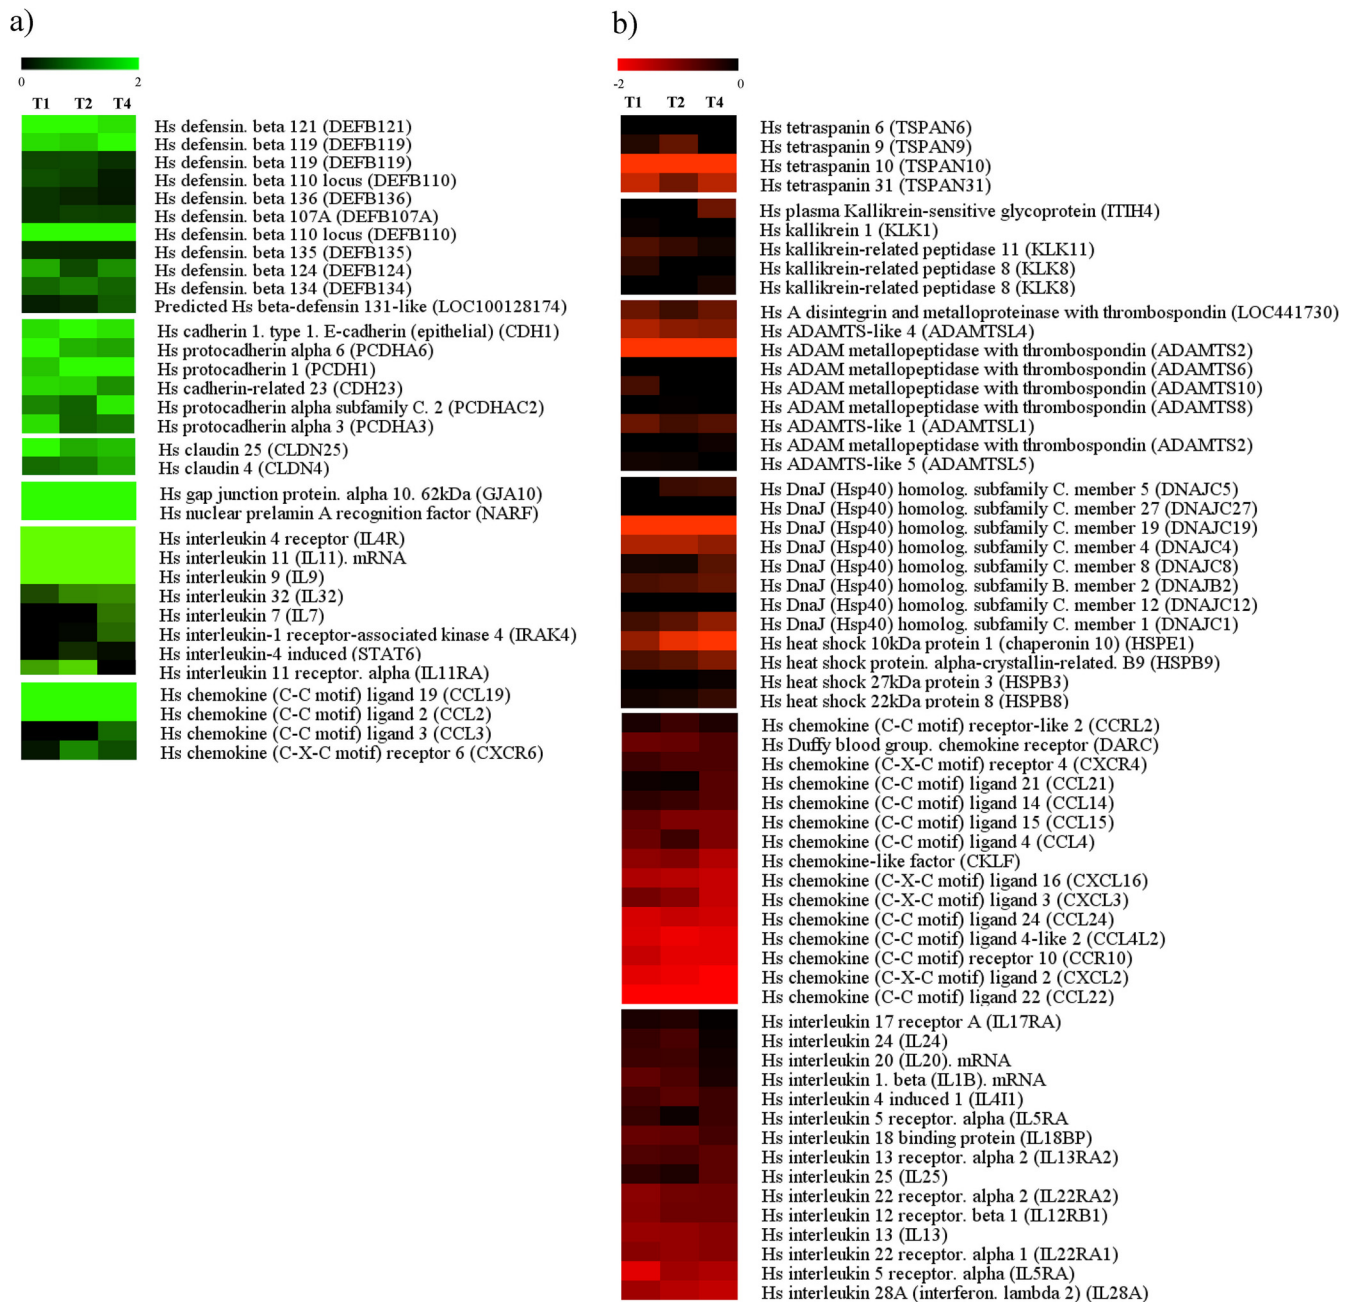 a)
0 2
T1 T2 T4
Hs defensin. beta 121 (DEFB121)
Hs defensin. beta 119 (DEFB119)
Hs defensin. beta 119 (DEFB119)
Hs defensin. beta 110 locus (DEFB110)
Hs defensin. beta 136 (DEFB136)
Hs defensin. beta 107A (DEFB107A)
Hs defensin. beta 110 locus (DEFB110)
Hs defensin. beta 135 (DEFB135)
Hs defensin. beta 124 (DEFB124)
Hs defensin. beta 134 (DEFB134)
Predicted Hs beta-defensin 131-like (LOC100128174)
Hs cadherin 1. type 1. E-cadherin (epithelial) (CDH1)
Hs protocadherin alpha 6 (PCDHA6)
Hs protocadherin 1 (PCDH1)
Hs cadherin-related 23 (CDH23)
Hs protocadherin alpha subfamily C. 2 (PCDHAC2)
Hs protocadherin alpha 3 (PCDHA3)
Hs claudin 25 (CLDN25)
Hs claudin 4 (CLDN4)
Hs gap junction protein. alpha 10. 62kDa (GJA10)
Hs nuclear prelamin A recognition factor (NARF)
Hs interleukin 4 receptor (IL4R)
Hs interleukin 11 (IL11). mRNA
Hs interleukin 9 (IL9)
Hs interleukin 32 (IL32)
Hs interleukin 7 (IL7)
Hs interleukin-1 receptor-associated kinase 4 (IRAK4)
Hs interleukin-4 induced (STAT6)
Hs interleukin 11 receptor. alpha (IL11RA)
Hs chemokine (C-C motif) ligand 19 (CCL19)
Hs chemokine (C-C motif) ligand 2 (CCL2)
Hs chemokine (C-C motif) ligand 3 (CCL3)
Hs chemokine (C-X-C motif) receptor 6 (CXCR6)
b)
-2 0
T1 T2 T4
Hs tetraspanin 6 (TSPAN6)
Hs tetraspanin 9 (TSPAN9)
Hs tetraspanin 10 (TSPAN10)
Hs tetraspanin 31 (TSPAN31)
Hs plasma Kallikrein-sensitive glycoprotein (ITIH4)
Hs kallikrein 1 (KLK1)
Hs kallikrein-related peptidase 11 (KLK11)
Hs kallikrein-related peptidase 8 (KLK8)
Hs kallikrein-related peptidase 8 (KLK8)
Hs A disintegrin and metalloproteinase with thrombospondin (LOC441730)
Hs ADAMTS-like 4 (ADAMTSL4)
Hs ADAM metallopeptidase with thrombospondin (ADAMTS2)
Hs ADAM metallopeptidase with thrombospondin (ADAMTS6)
Hs ADAM metallopeptidase with thrombospondin (ADAMTS10)
Hs ADAM metallopeptidase with thrombospondin (ADAMTS8)
Hs ADAMTS-like 1 (ADAMTSL1)
Hs ADAM metallopeptidase with thrombospondin (ADAMTS2)
Hs ADAMTS-like 5 (ADAMTSL5)
Hs DnaJ (Hsp40) homolog. subfamily C. member 5 (DNAJC5)
Hs DnaJ (Hsp40) homolog. subfamily C. member 27 (DNAJC27)
Hs DnaJ (Hsp40) homolog. subfamily C. member 19 (DNAJC19)
Hs DnaJ (Hsp40) homolog. subfamily C. member 4 (DNAJC4)
Hs DnaJ (Hsp40) homolog. subfamily C. member 8 (DNAJC8)
Hs DnaJ (Hsp40) homolog. subfamily B. member 2 (DNAJB2)
Hs DnaJ (Hsp40) homolog. subfamily C. member 12 (DNAJC12)
Hs DnaJ (Hsp40) homolog. subfamily C. member 1 (DNAJC1)
Hs heat shock 10kDa protein 1 (chaperonin 10) (HSPE1)
Hs heat shock protein. alpha-crystallin-related. B9 (HSPB9)
Hs heat shock 27kDa protein 3 (HSPB3)
Hs heat shock 22kDa protein 8 (HSPB8)
Hs chemokine (C-C motif) receptor-like 2 (CCRL2)
Hs Duffy blood group. chemokine receptor (DARC)
Hs chemokine (C-X-C motif) receptor 4 (CXCR4)
Hs chemokine (C-C motif) ligand 21 (CCL21)
Hs chemokine (C-C motif) ligand 14 (CCL14)
Hs chemokine (C-C motif) ligand 15 (CCL15)
Hs chemokine (C-C motif) ligand 4 (CCL4)
Hs chemokine-like factor (CKLF)
Hs chemokine (C-X-C motif) ligand 16 (CXCL16)
Hs chemokine (C-X-C motif) ligand 3 (CXCL3)
Hs chemokine (C-C motif) ligand 24 (CCL24)
Hs chemokine (C-C motif) ligand 4-like 2 (CCL4L2)
Hs chemokine (C-C motif) receptor 10 (CCR10)
Hs chemokine (C-X-C motif) ligand 2 (CXCL2)
Hs chemokine (C-C motif) ligand 22 (CCL22)
Hs interleukin 17 receptor A (IL17RA)
Hs interleukin 24 (IL24)
Hs interleukin 20 (IL20). mRNA
Hs interleukin 1. beta (IL1B). mRNA
Hs interleukin 4 induced 1 (IL4I1)
Hs interleukin 5 receptor. alpha (IL5RA
Hs interleukin 18 binding protein (IL18BP)
Hs interleukin 13 receptor. alpha 2 (IL13RA2)
Hs interleukin 25 (IL25)
Hs interleukin 22 receptor. alpha 2 (IL22RA2)
Hs interleukin 12 receptor. beta 1 (IL12RB1)
Hs interleukin 13 (IL13)
Hs interleukin 22 receptor. alpha 1 (IL22RA1)
Hs interleukin 5 receptor. alpha (IL5RA)
Hs interleukin 28A (interferon. lambda 2) (IL28A)